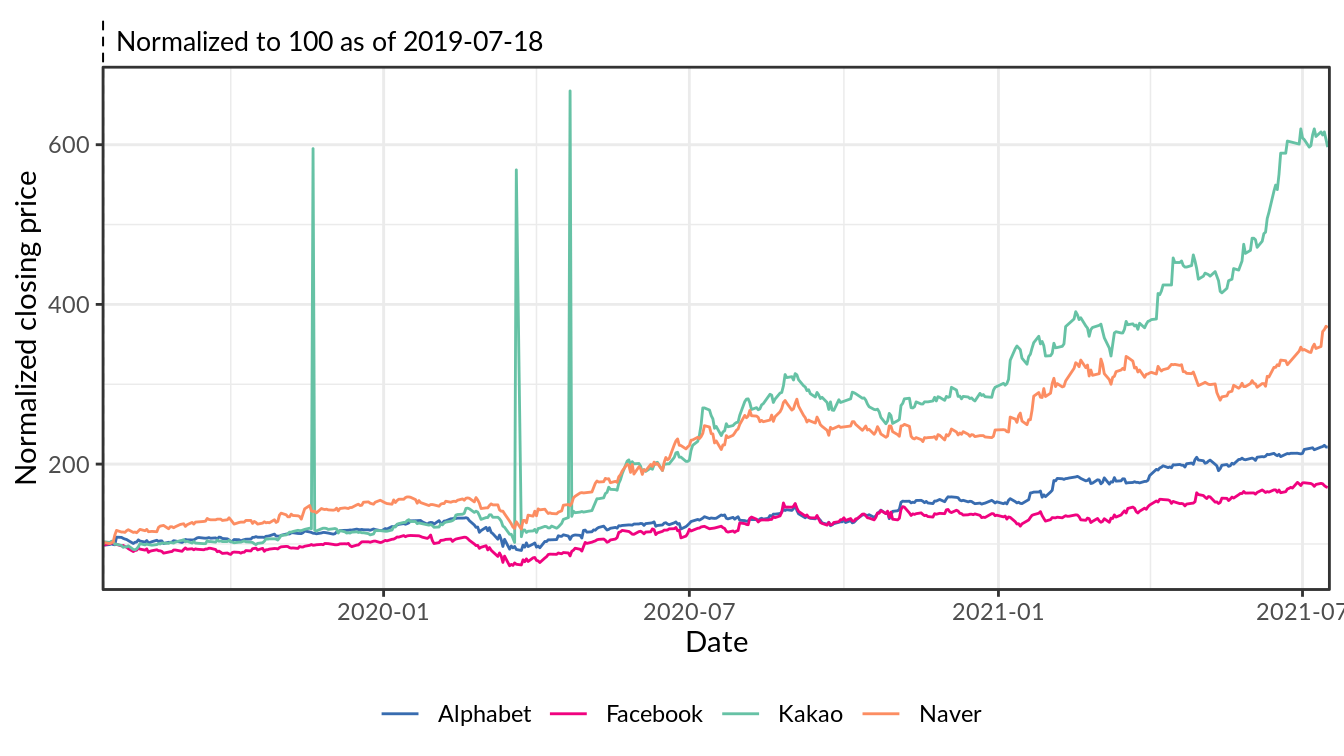 Normalized to 100 as of 2019-07-18
Normalized closing price
600
400
200
2020-01
2020-07
2021-01
2021-07
Date
Alphabet
Facebook
Kakao
Naver